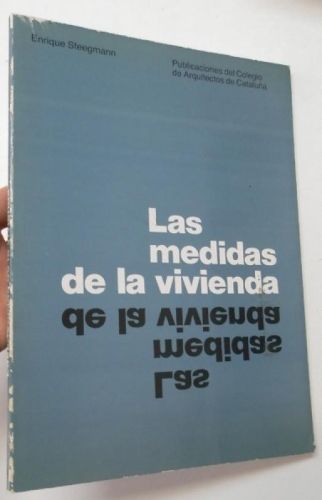 Enrique Steegmann
Publicaciones del Colegio
de Arquitectos de Cataluña
Las
medidas
de la vivienda
de la vivienda
medidas
Las